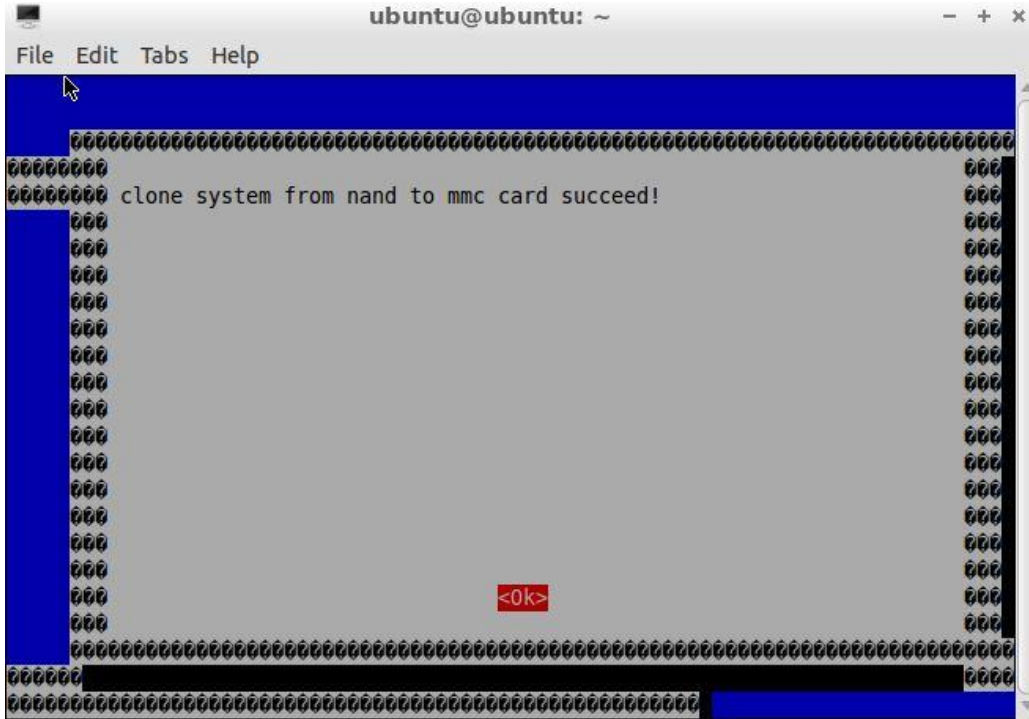 ubuntu@ubuntu: ~
File Edit Tabs Help
clone system from nand to mmc card succeed!
<Ok>